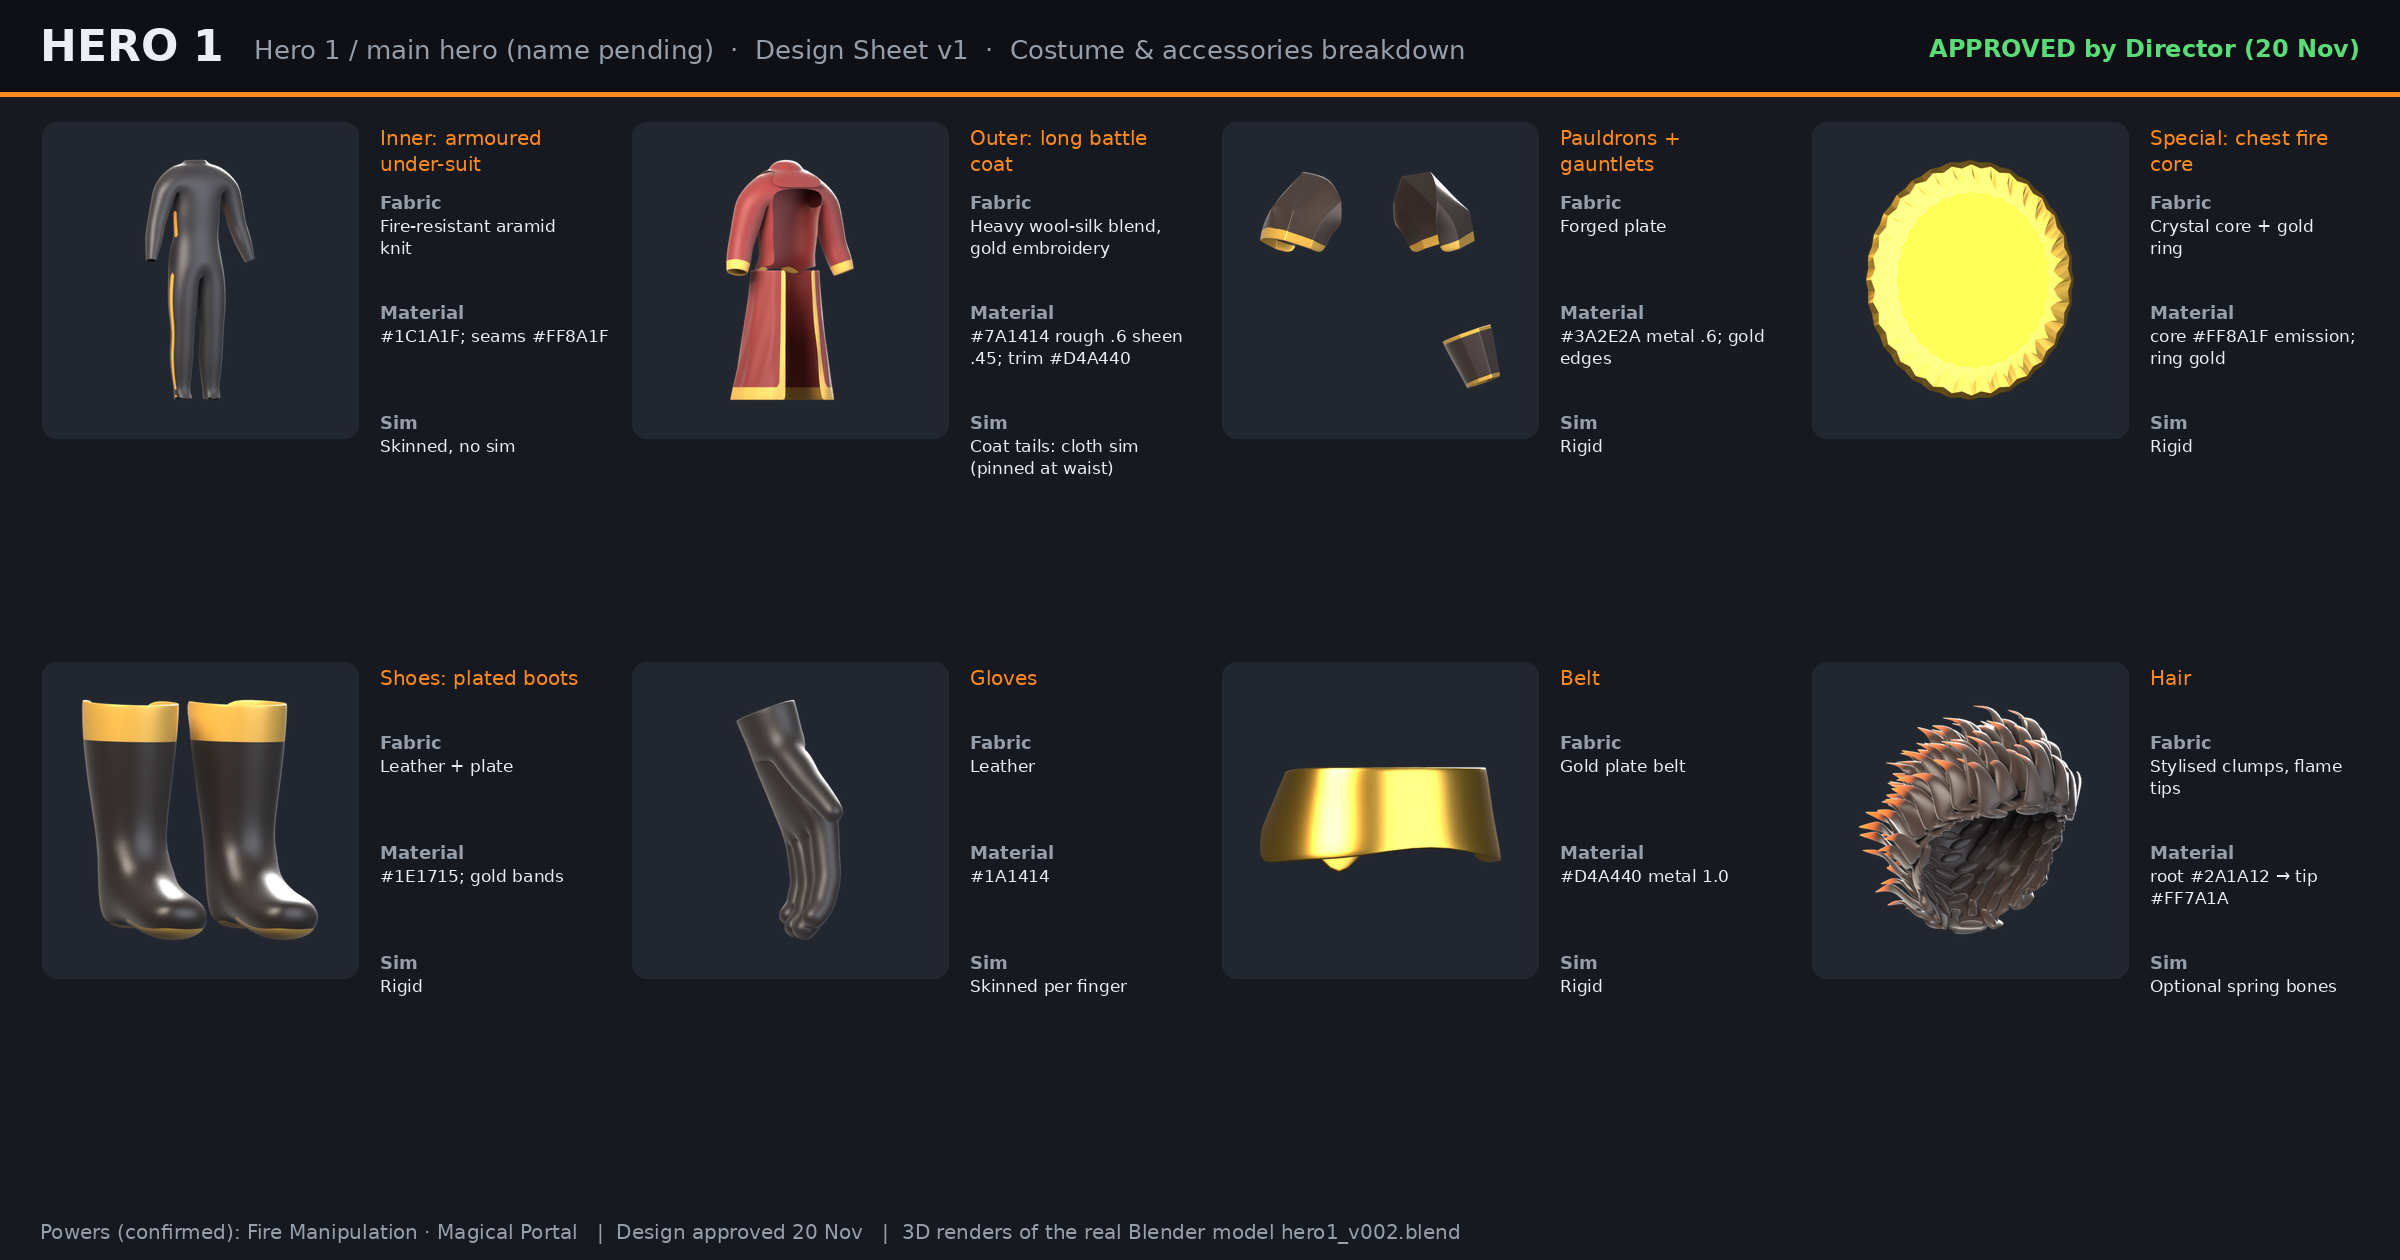 HERO 1 Hero 1 / main hero (name pending) · Design Sheet v1 · Costume & accessories breakdown
APPROVED by Director (20 Nov)
Inner: armoured
under-suit
Fabric
Fire-resistant aramid
knit
Material
#1C1A1F; seams #FF8A1F
Sim
Skinned, no sim
Outer: long battle
coat
Fabric
Heavy wool-silk blend,
gold embroidery
Material
#7A1414 rough .6 sheen
.45; trim #D4A440
Sim
Coat tails: cloth sim
(pinned at waist)
Pauldrons +
gauntlets
Fabric
Forged plate
Material
#3A2E2A metal .6; gold
edges
Sim
Rigid
Special: chest fire
core
Fabric
Crystal core + gold
ring
Material
core #FF8A1F emission;
ring gold
Sim
Rigid
Shoes: plated boots
Fabric
Leather + plate
Material
#1E1715; gold bands
Sim
Rigid
Gloves
Fabric
Leather
Material
#1A1414
Sim
Skinned per finger
Belt
Fabric
Gold plate belt
Material
#D4A440 metal 1.0
Sim
Rigid
Hair
Fabric
Stylised clumps, flame
tips
Material
root #2A1A12 → tip
#FF7A1A
Sim
Optional spring bones
Powers (confirmed): Fire Manipulation · Magical Portal | Design approved 20 Nov | 3D renders of the real Blender model hero1_v002.blend